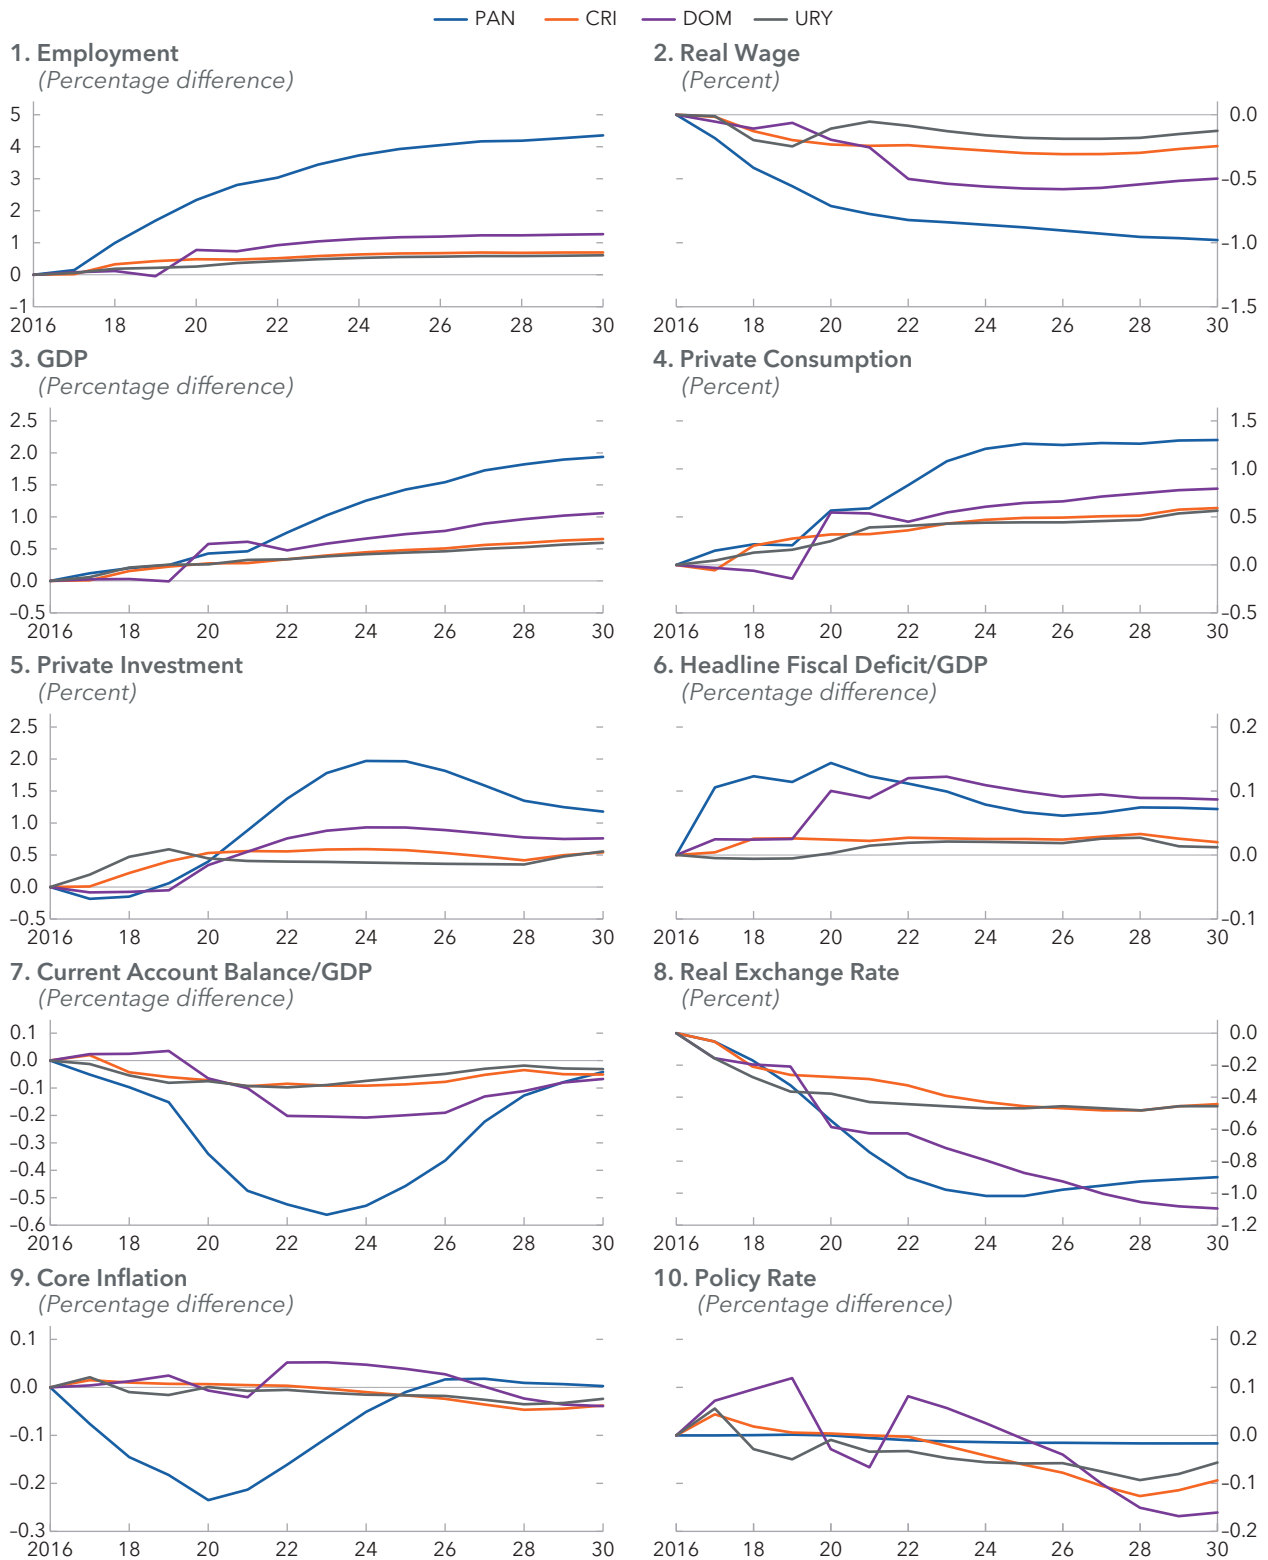 PAN CRI DOM URY
1. Employment
(Percentage difference)
5
4
3
2
1
0
–1
2016 18 20 22 24 26 28 30
2. Real Wage
(Percent)
0.0
–0.5
–1.0
–1.5
2016 18 20 22 24 26 28 30
3. GDP
(Percentage difference)
2.5
2.0
1.5
1.0
0.5
0.0
–0.5
2016 18 20 22 24 26 28 30
4. Private Consumption
(Percent)
1.5
1.0
0.5
0.0
–0.5
2016 18 20 22 24 26 28 30
5. Private Investment
(Percent)
2.5
2.0
1.5
1.0
0.5
0.0
–0.5
2016 18 20 22 24 26 28 30
6. Headline Fiscal Deficit/GDP
(Percentage difference)
0.2
0.1
0.0
–0.1
2016 18 20 22 24 26 28 30
7. Current Account Balance/GDP
(Percentage difference)
0.1
0.0
–0.1
–0.2
–0.3
–0.4
–0.5
–0.6
2016 18 20 22 24 26 28 30
8. Real Exchange Rate
(Percent)
0.0
–0.2
–0.4
–0.6
–0.8
–1.0
–1.2
2016 18 20 22 24 26 28 30
9. Core Inflation
(Percentage difference)
0.1
0.0
–0.1
–0.2
–0.3
2016 18 20 22 24 26 28 30
10. Policy Rate
(Percentage difference)
0.2
0.1
0.0
–0.1
–0.2
2016 18 20 22 24 26 28 30